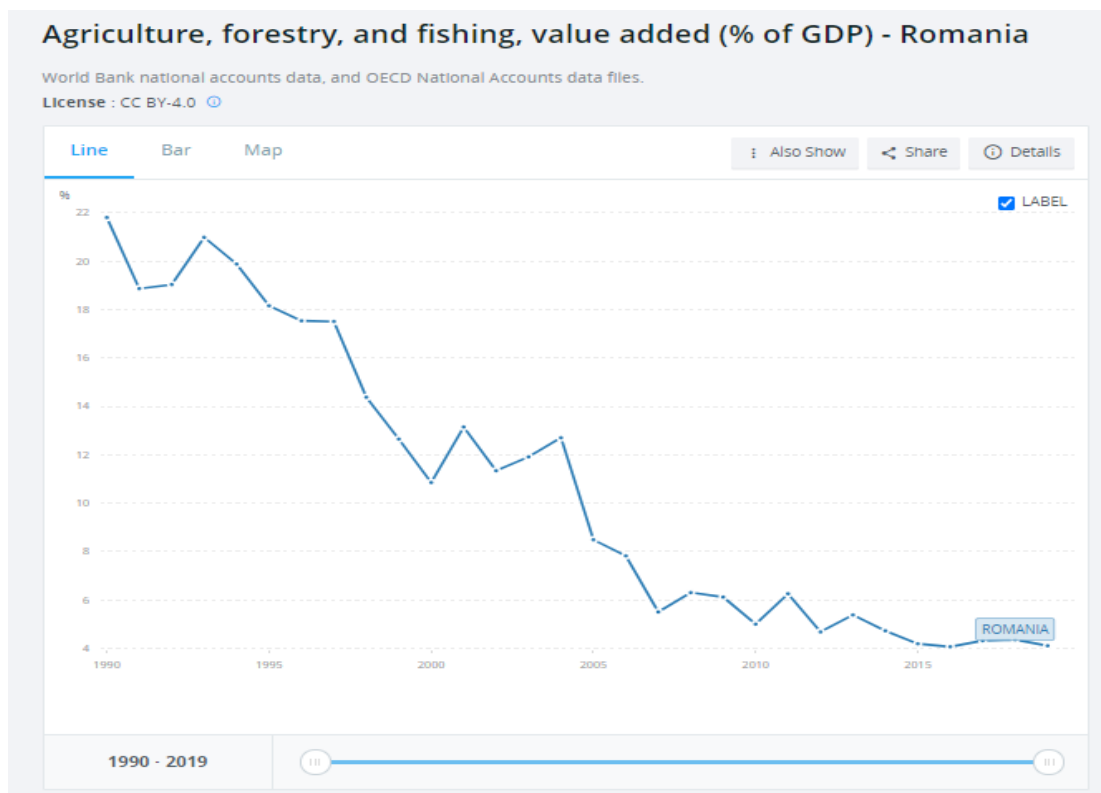 Agriculture, forestry, and fishing, value added (% of GDP) - Romania
World Bank national accounts data, and OECD National Accounts data files.
License : CC BY-4.0
Line Bar Map Also Show Share Details
%
LABEL
22
20
18
16
14
12
10
8
6
ROMANIA
4
1990 1995 2000 2005 2010 2015
1990 - 2019